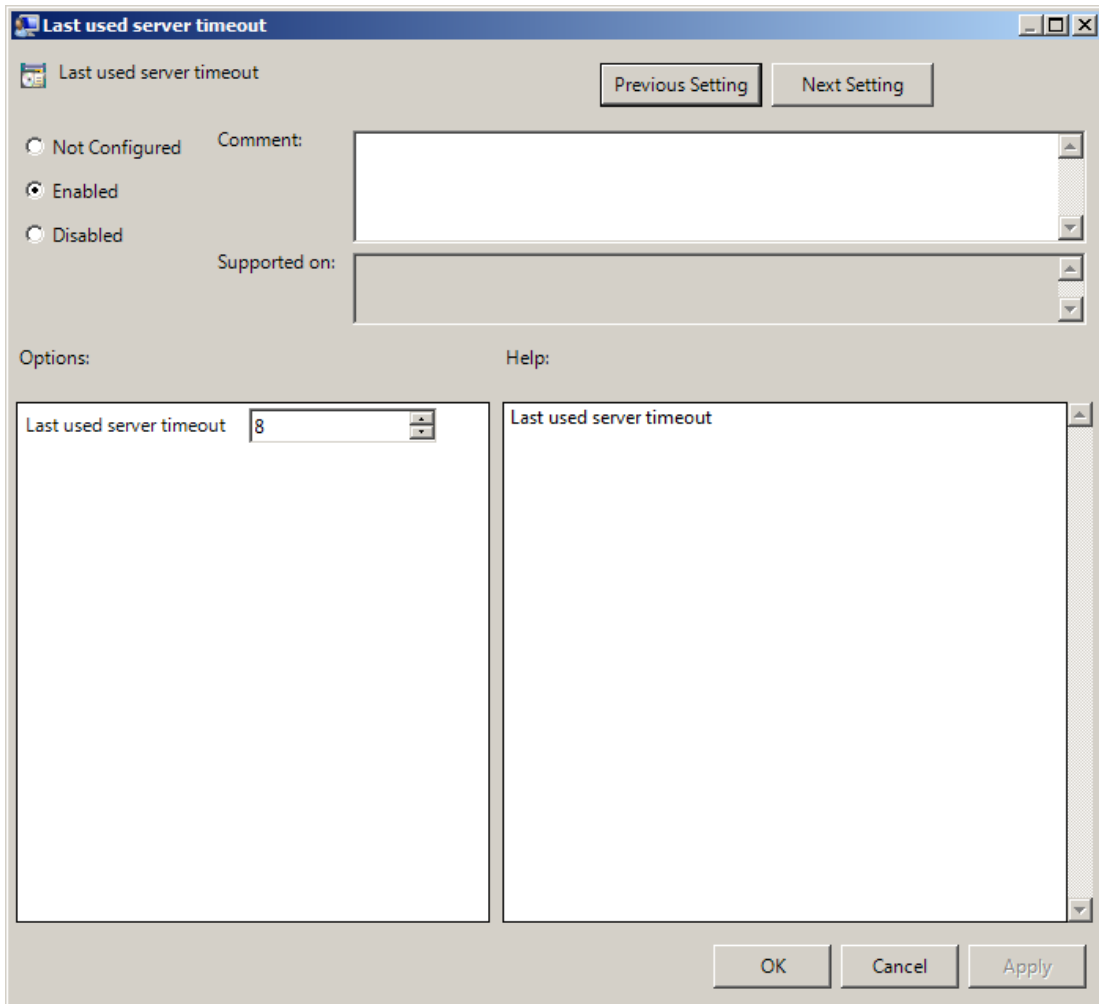 Last used server timeout
Last used server timeout
Previous Setting
Next Setting
Not Configured
Comment:
Enabled
Disabled
Supported on:
Options:
Help:
Last used server timeout
8
Last used server timeout
OK
Cancel
Apply